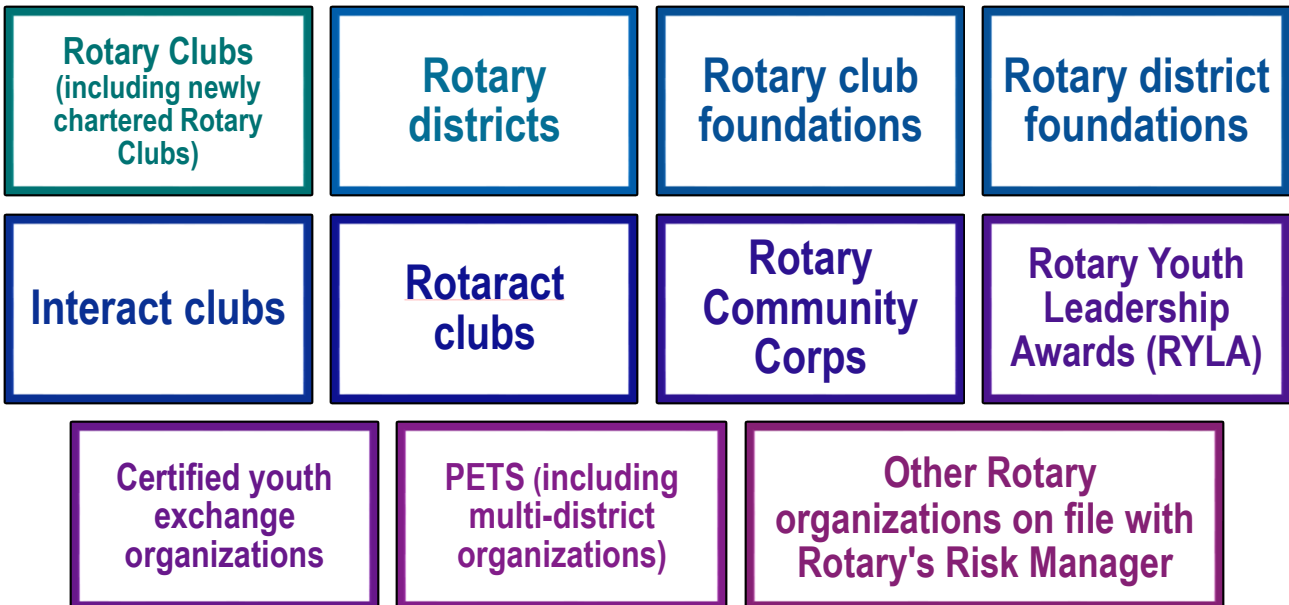 Rotary Clubs
(including newly
chartered Rotary
Clubs)
Rotary
districts
Rotary club
foundations
Rotary district
foundations
Interact clubs
Rotaract
clubs
Rotary
Community
Corps
Rotary Youth
Leadership
Awards (RYLA)
Certified youth
exchange
organizations
PETS (including
multi-district
organizations)
Other Rotary
organizations on file with
Rotary's Risk Manager